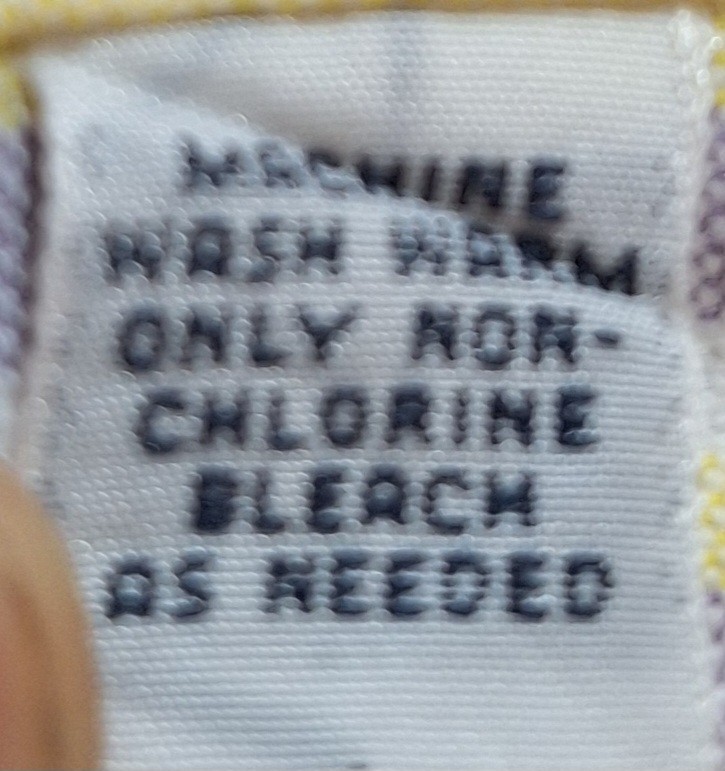 MACHINE
WASH WARM
ONLY NON-
CHLORINE
BLEACH
AS NEEDED